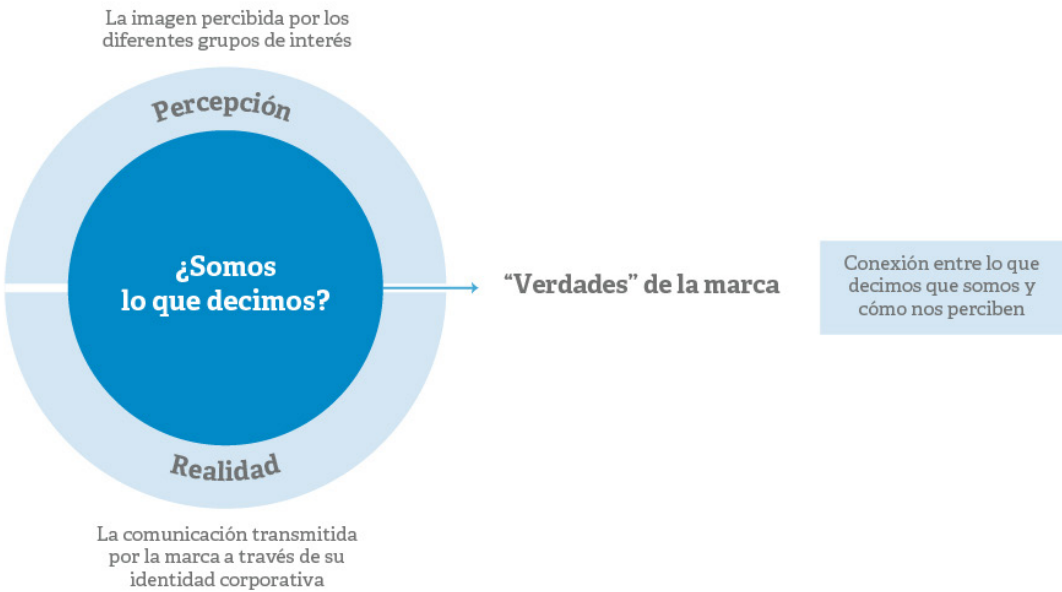 La imagen percibida por los
diferentes grupos de interés
Percepción
¿Somos
lo que decimos?
Realidad
La comunicación transmitida
por la marca a través de su
identidad corporativa
“Verdades” de la marca
Conexión entre lo que
decimos que somos y
cómo nos perciben